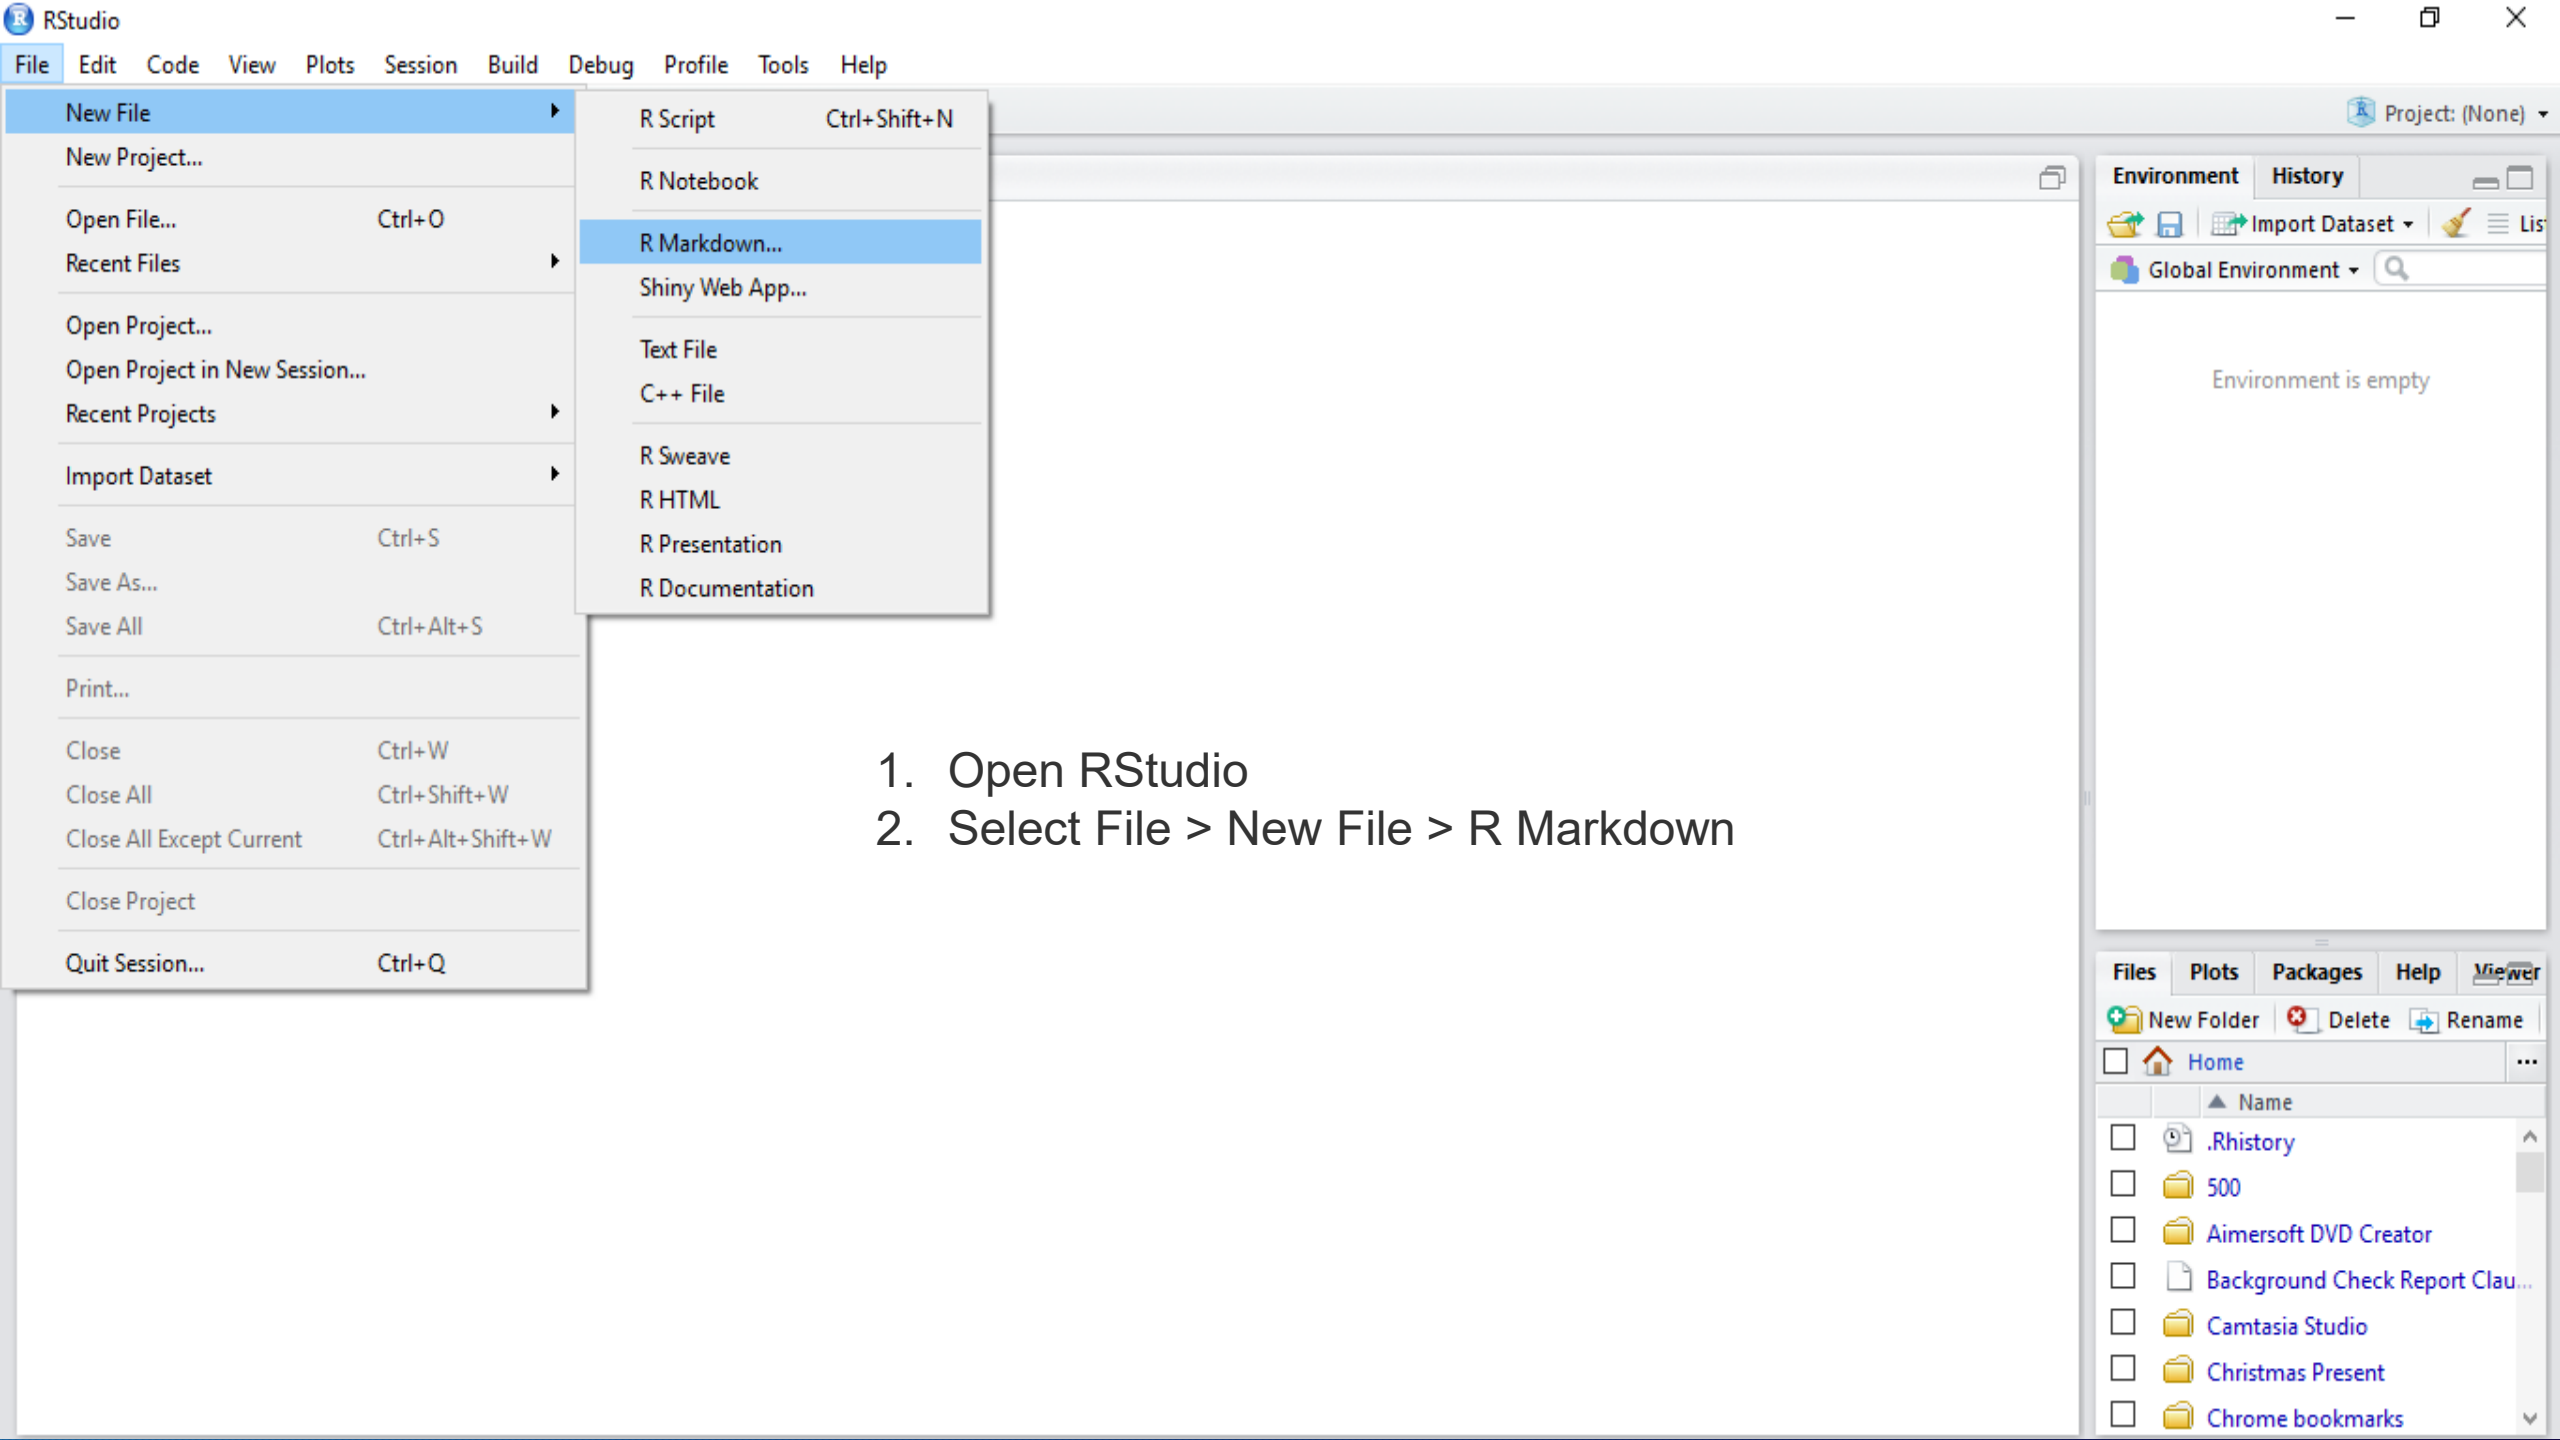 RStudio
File Edit Code View Plots Session Build Debug Profile Tools Help
New File
New Project...
Open File... Ctrl+O
Recent Files
Open Project...
Open Project in New Session...
Recent Projects
Import Dataset
Save Ctrl+S
Save As...
Save All Ctrl+Alt+S
Print...
Close Ctrl+W
Close All Ctrl+Shift+W
Close All Except Current Ctrl+Alt+Shift+W
Close Project
Quit Session... Ctrl+Q
R Script Ctrl+Shift+N
R Notebook
R Markdown...
Shiny Web App...
Text File
C++ File
R Sweave
R HTML
R Presentation
R Documentation
1. Open RStudio
2. Select File > New File > R Markdown
Project: (None)
Environment History
Import Dataset Lis
Global Environment
Environment is empty
Files Plots Packages Help Viewer
New Folder Delete Rename
Home ...
Name
.Rhistory
500
Aimersoft DVD Creator
Background Check Report Clau...
Camtasia Studio
Christmas Present
Chrome bookmarks